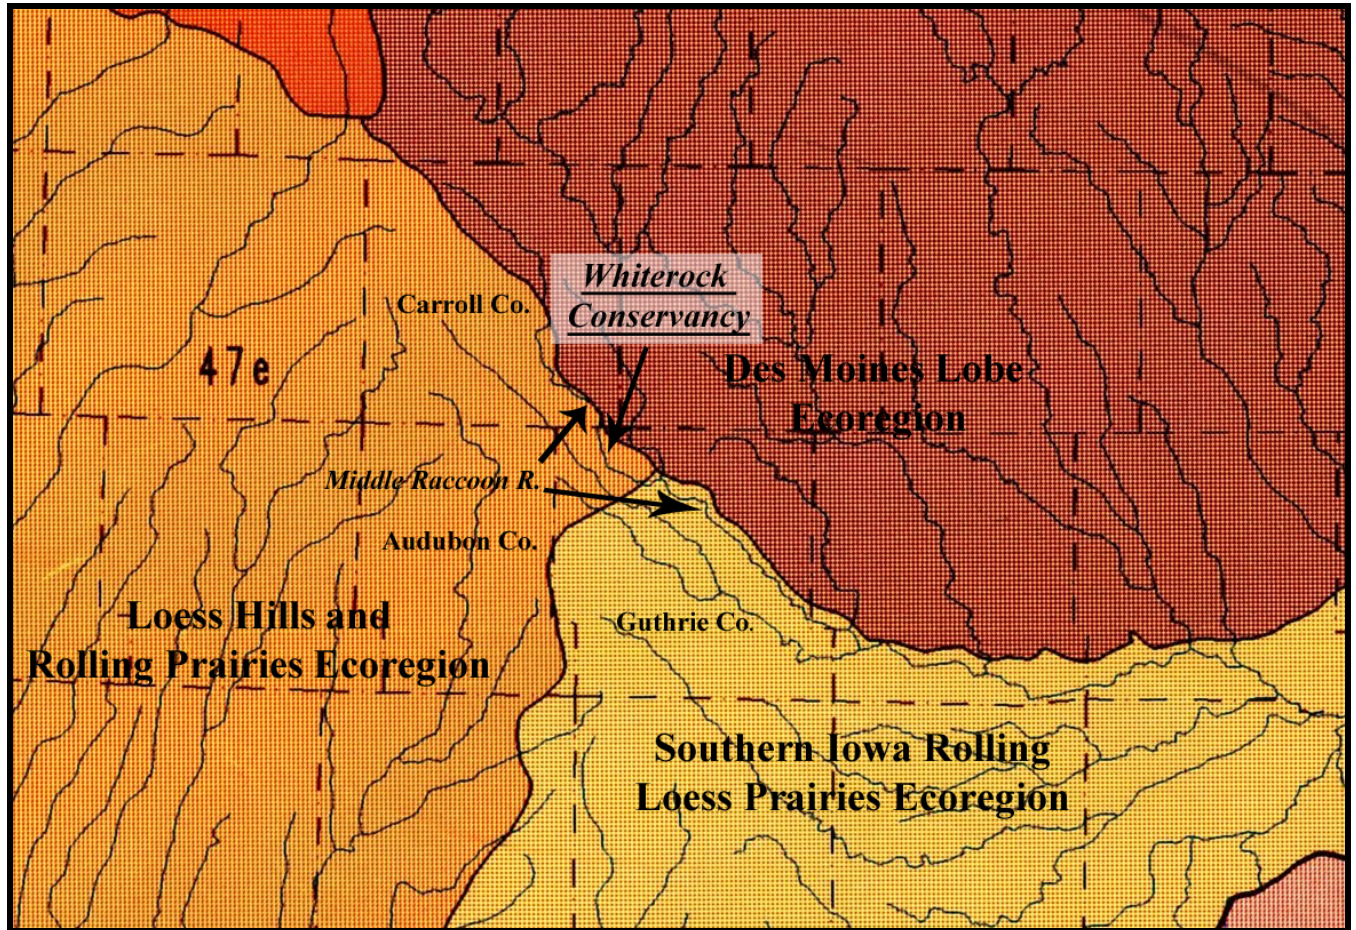 Whiterock
Conservancy
Carroll Co.
47e
Des Moines Lobe
Ecoregion
Middle Raccoon R.
Audubon Co.
Loess Hills and
Rolling Prairies Ecoregion
Guthrie Co.
Southern Iowa Rolling
Loess Prairies Ecoregion